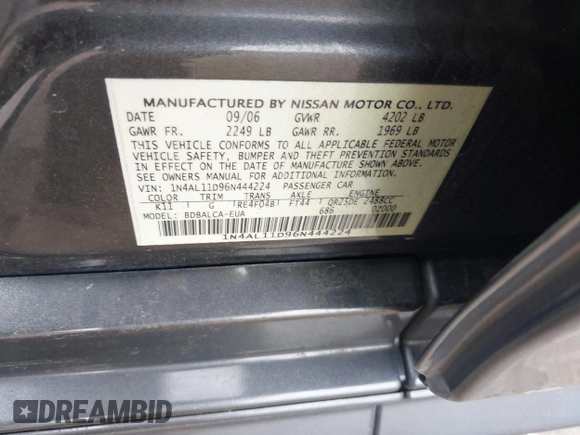 MANUFACTURED BY NISSAN MOTOR CO., LTD.
DATE 09/06 GVWR 4202 LB
GAWR FR. 2249 LB GAWR RR. 1969 LB
THIS VEHICLE CONFORMS TO ALL APPLICABLE FEDERAL MOTOR
VEHICLE SAFETY, BUMPER AND THEFT PREVENTION STANDARDS
IN EFFECT ON THE DATE OF MANUFACTURE SHOWN ABOVE.
SEE OWNERS MANUAL FOR ADDITIONAL INFORMATION.
VIN: 1N4AL11D96N444224 PASSENGER CAR
COLOR TRIM TRANS AXLE ENGINE
K11 G RE4F04B FT44 QR25DE 2488CC
MODEL: BDBALCA-EUA 686 02000
1N4AL11D96N444224
DREAMBID